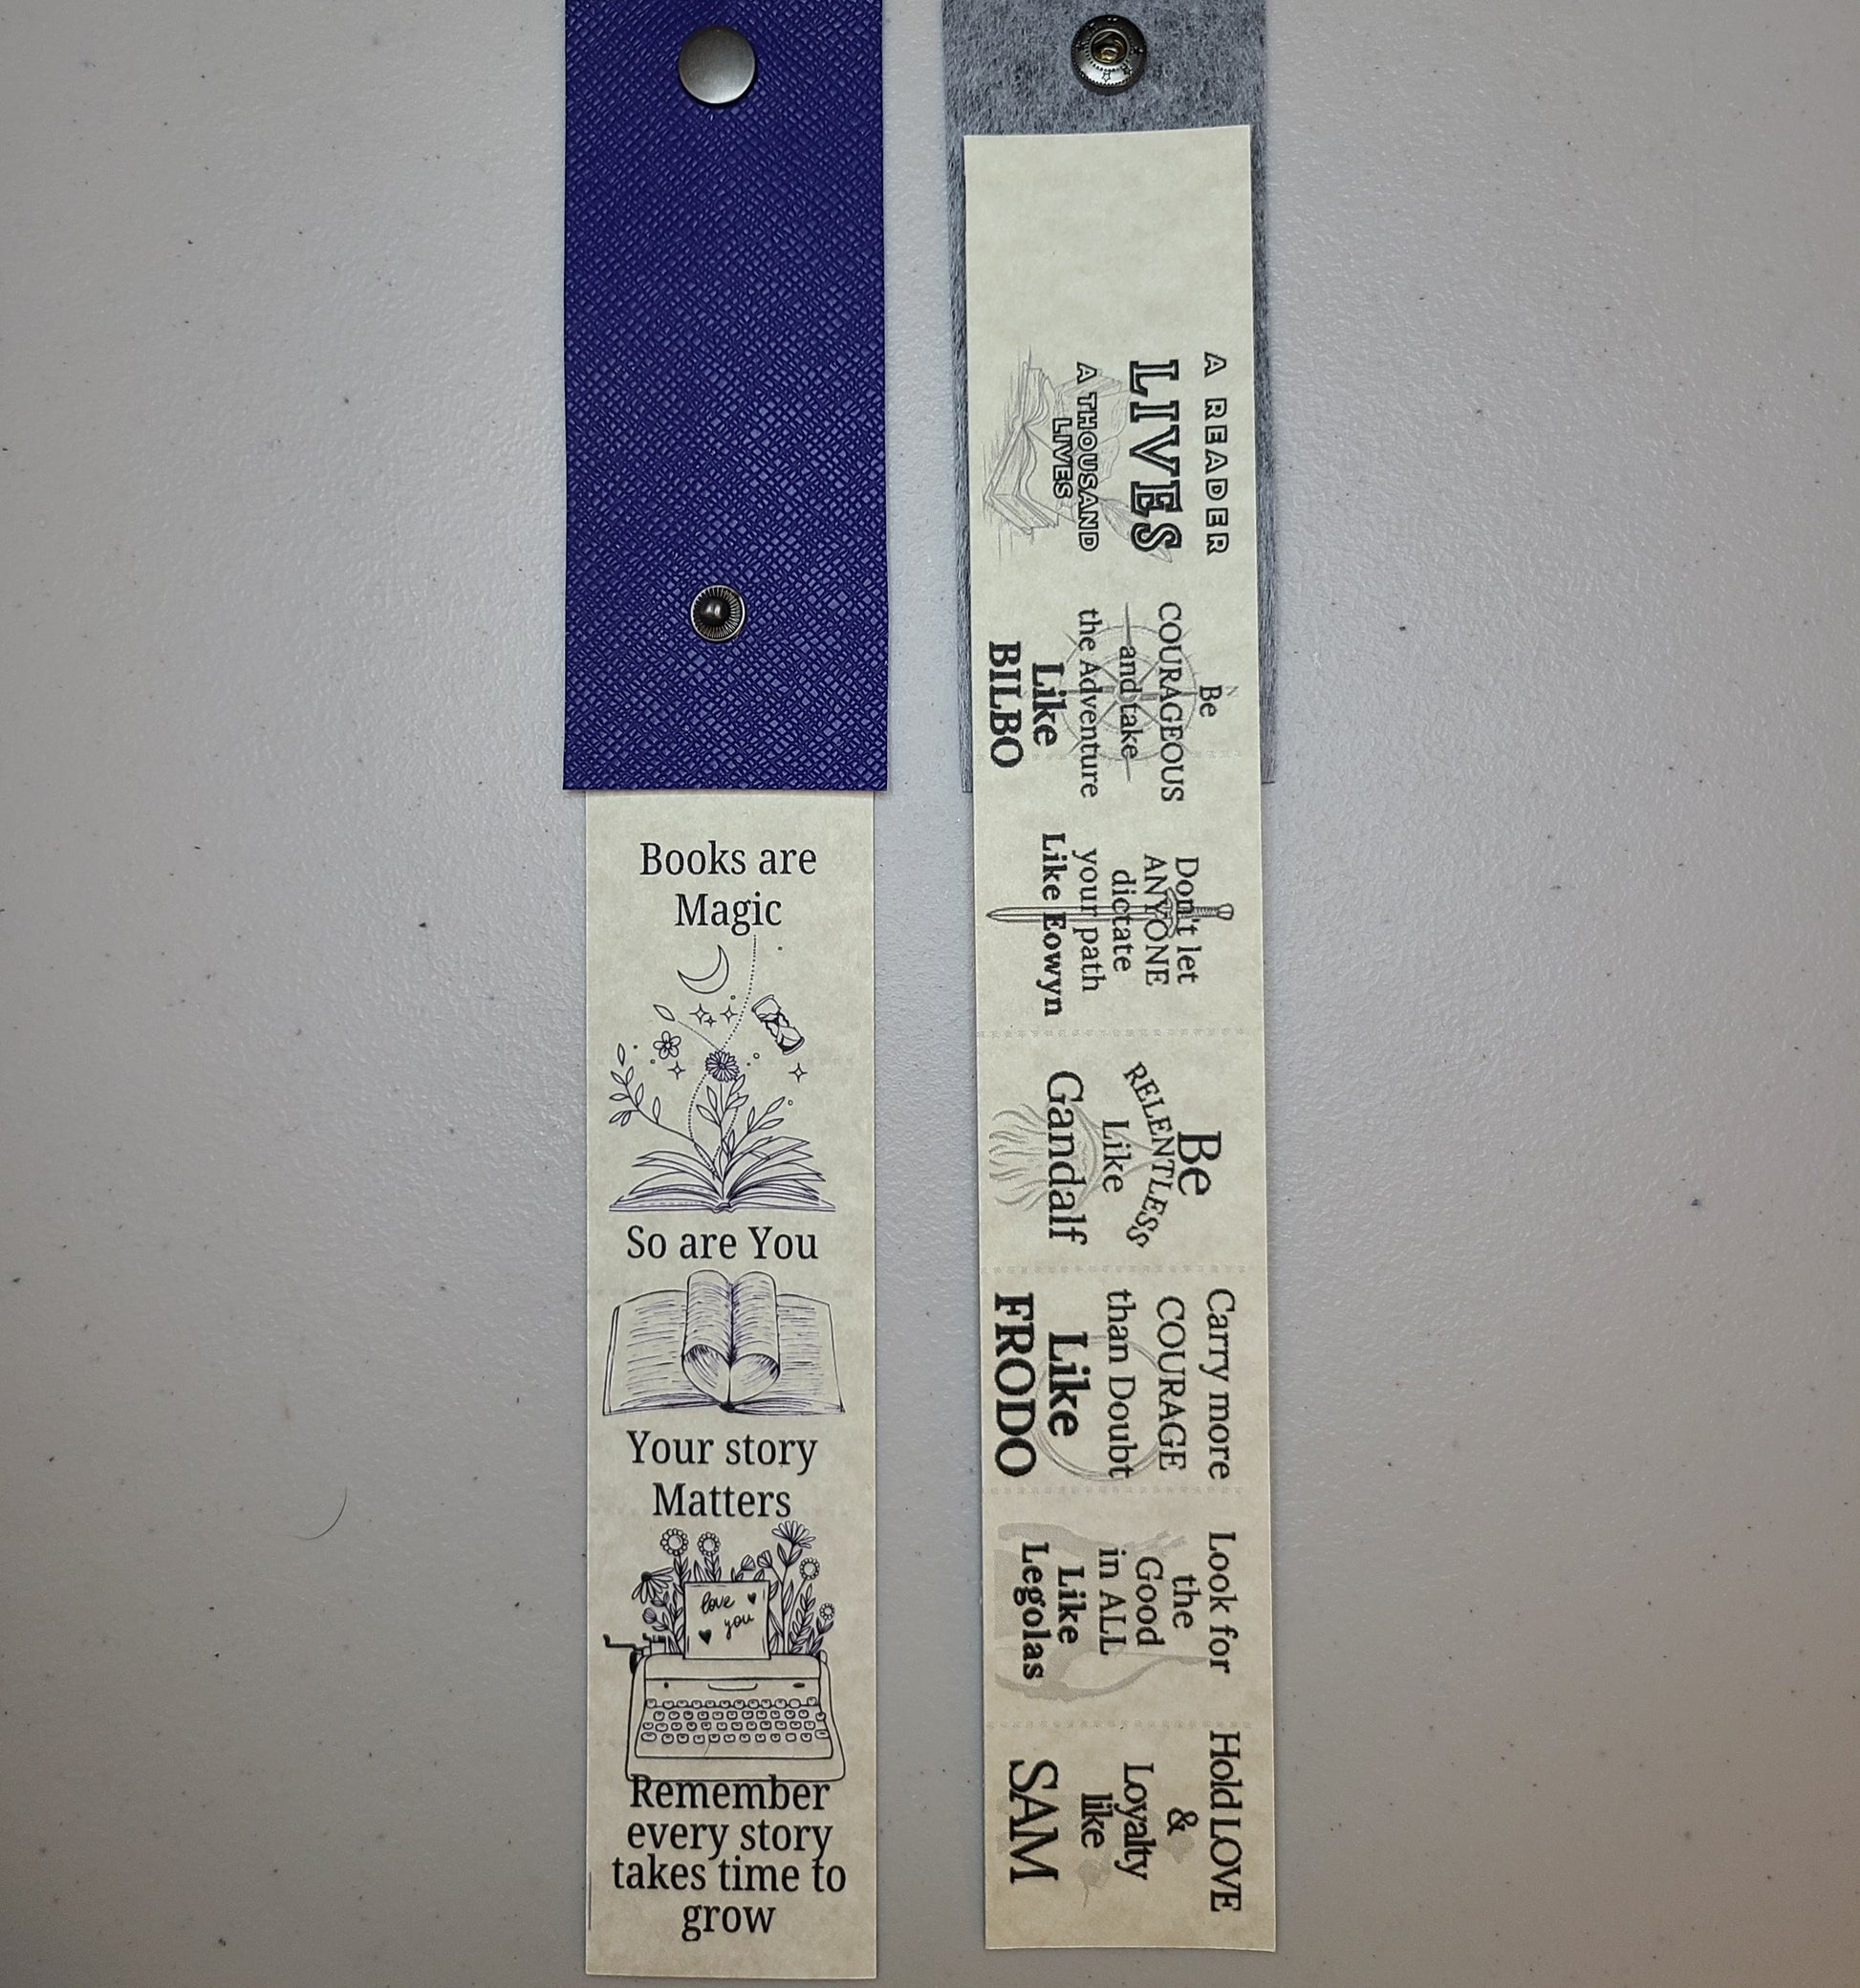 Books are
Magic
So are You
Your story
Matters
love
you
Remember
every story
takes time to
grow
A READER
LIVES
A THOUSAND
LIVES
N
Be
COURAGEOUS
and take
the Adventure
Like
BILBO
Don't let
ANYONE
dictate
your path
Like Eowyn
Be
RELENTLESS
Like
Gandalf
Carry more
COURAGE
than Doubt
Like
FRODO
Look for
the
Good
in ALL
Like
Legolas
Hold LOVE
&
Loyalty
like
SAM